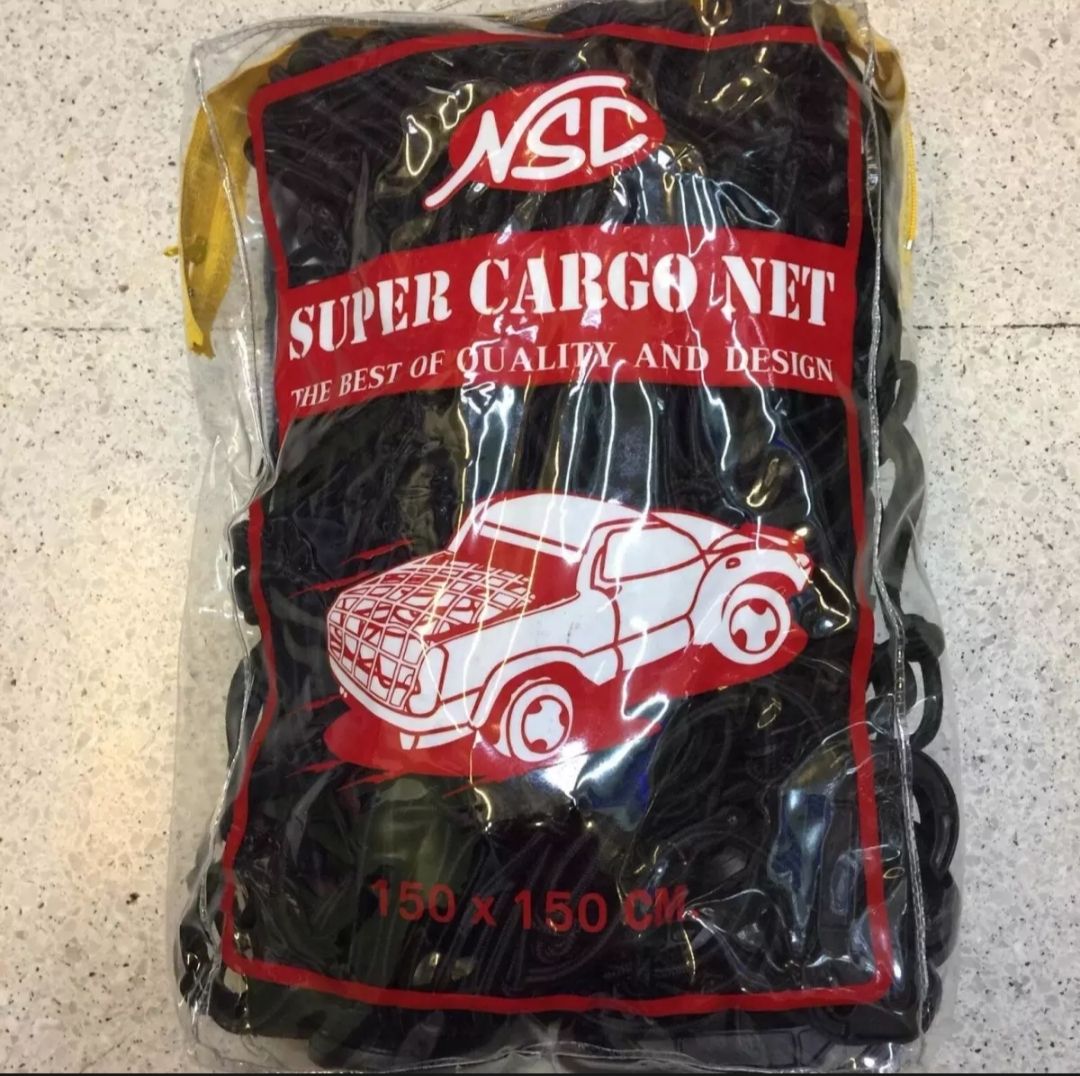 NSC
SUPER CARGO NET
THE BEST OF QUALITY AND DESIGN
150 x 150 CM.